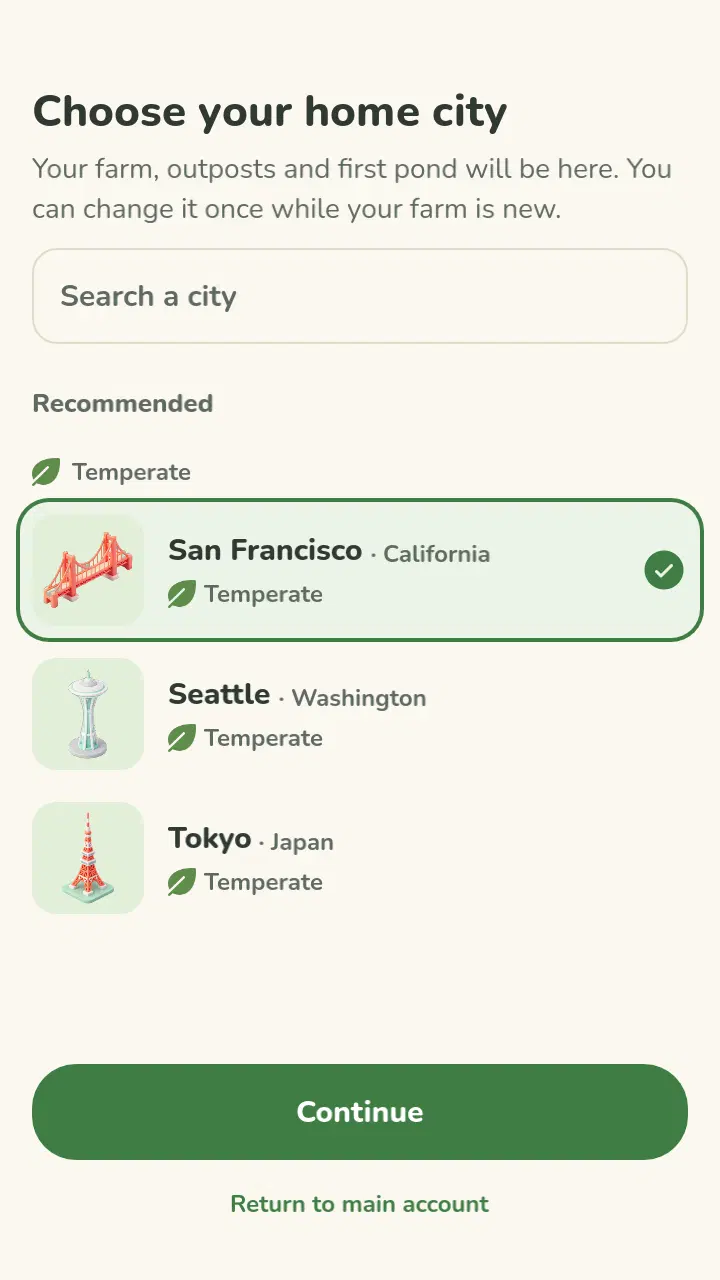 Choose your home city
Your farm, outposts and first pond will be here. You
can change it once while your farm is new.
Search a city
Recommended
Temperate
San Francisco · California
Temperate
Seattle · Washington
Temperate
Tokyo · Japan
Temperate
Continue
Return to main account